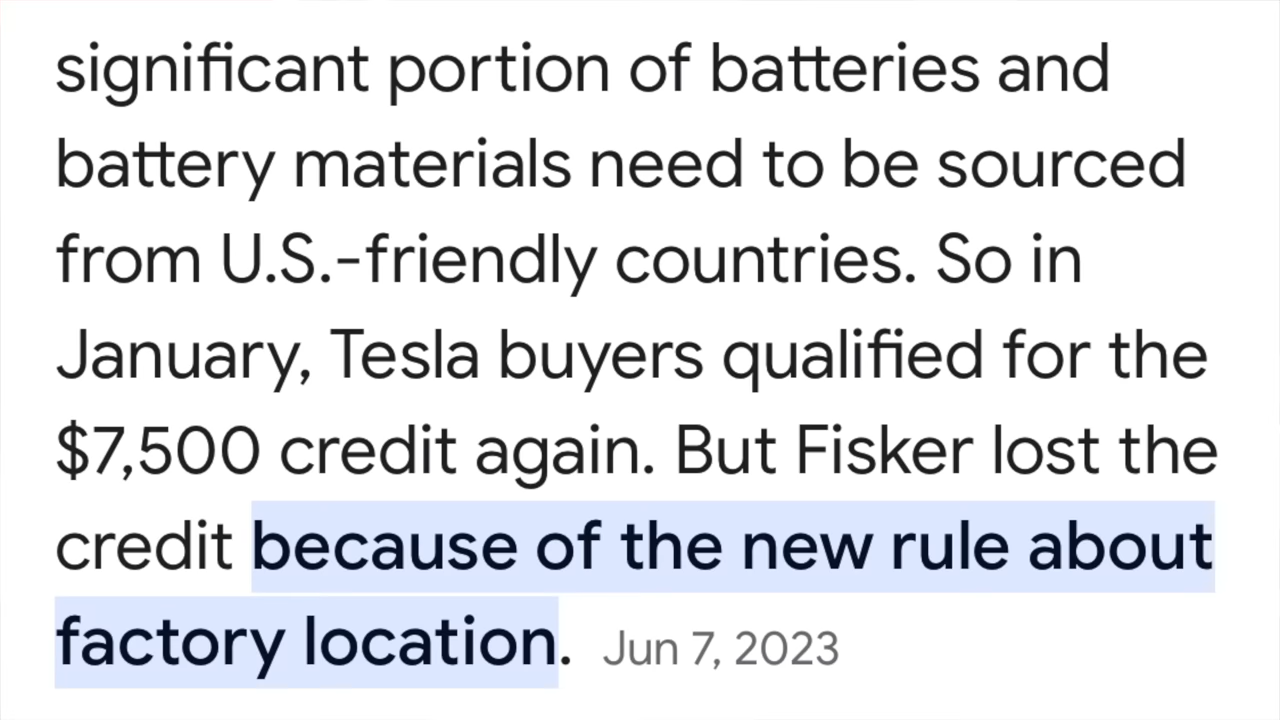 significant portion of batteries and
battery materials need to be sourced
from U.S.-friendly countries. So in
January, Tesla buyers qualified for the
$7,500 credit again. But Fisker lost the
credit because of the new rule about
factory location. Jun 7, 2023